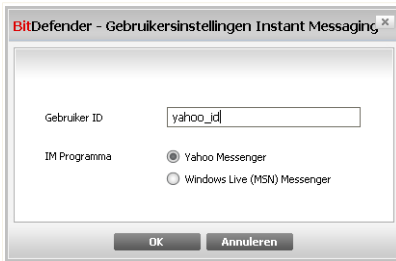 BitDefender - Gebruikersinstellingen Instant Messaging
Gebruiker ID yahoo_id
IM Programma Yahoo Messenger
Windows Live (MSN) Messenger
OK Annuleren